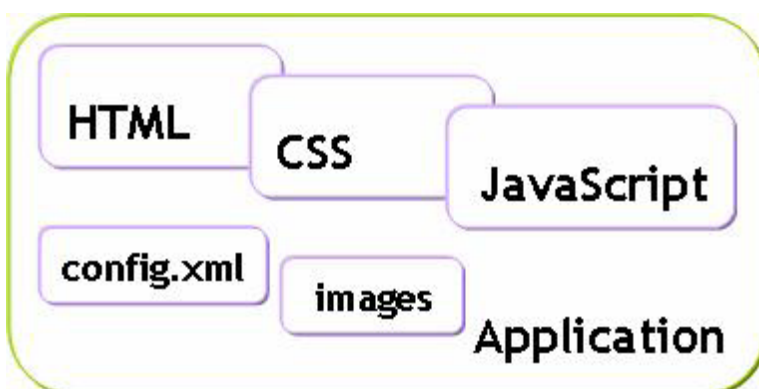 HTML
CSS
JavaScript
config.xml
images
Application